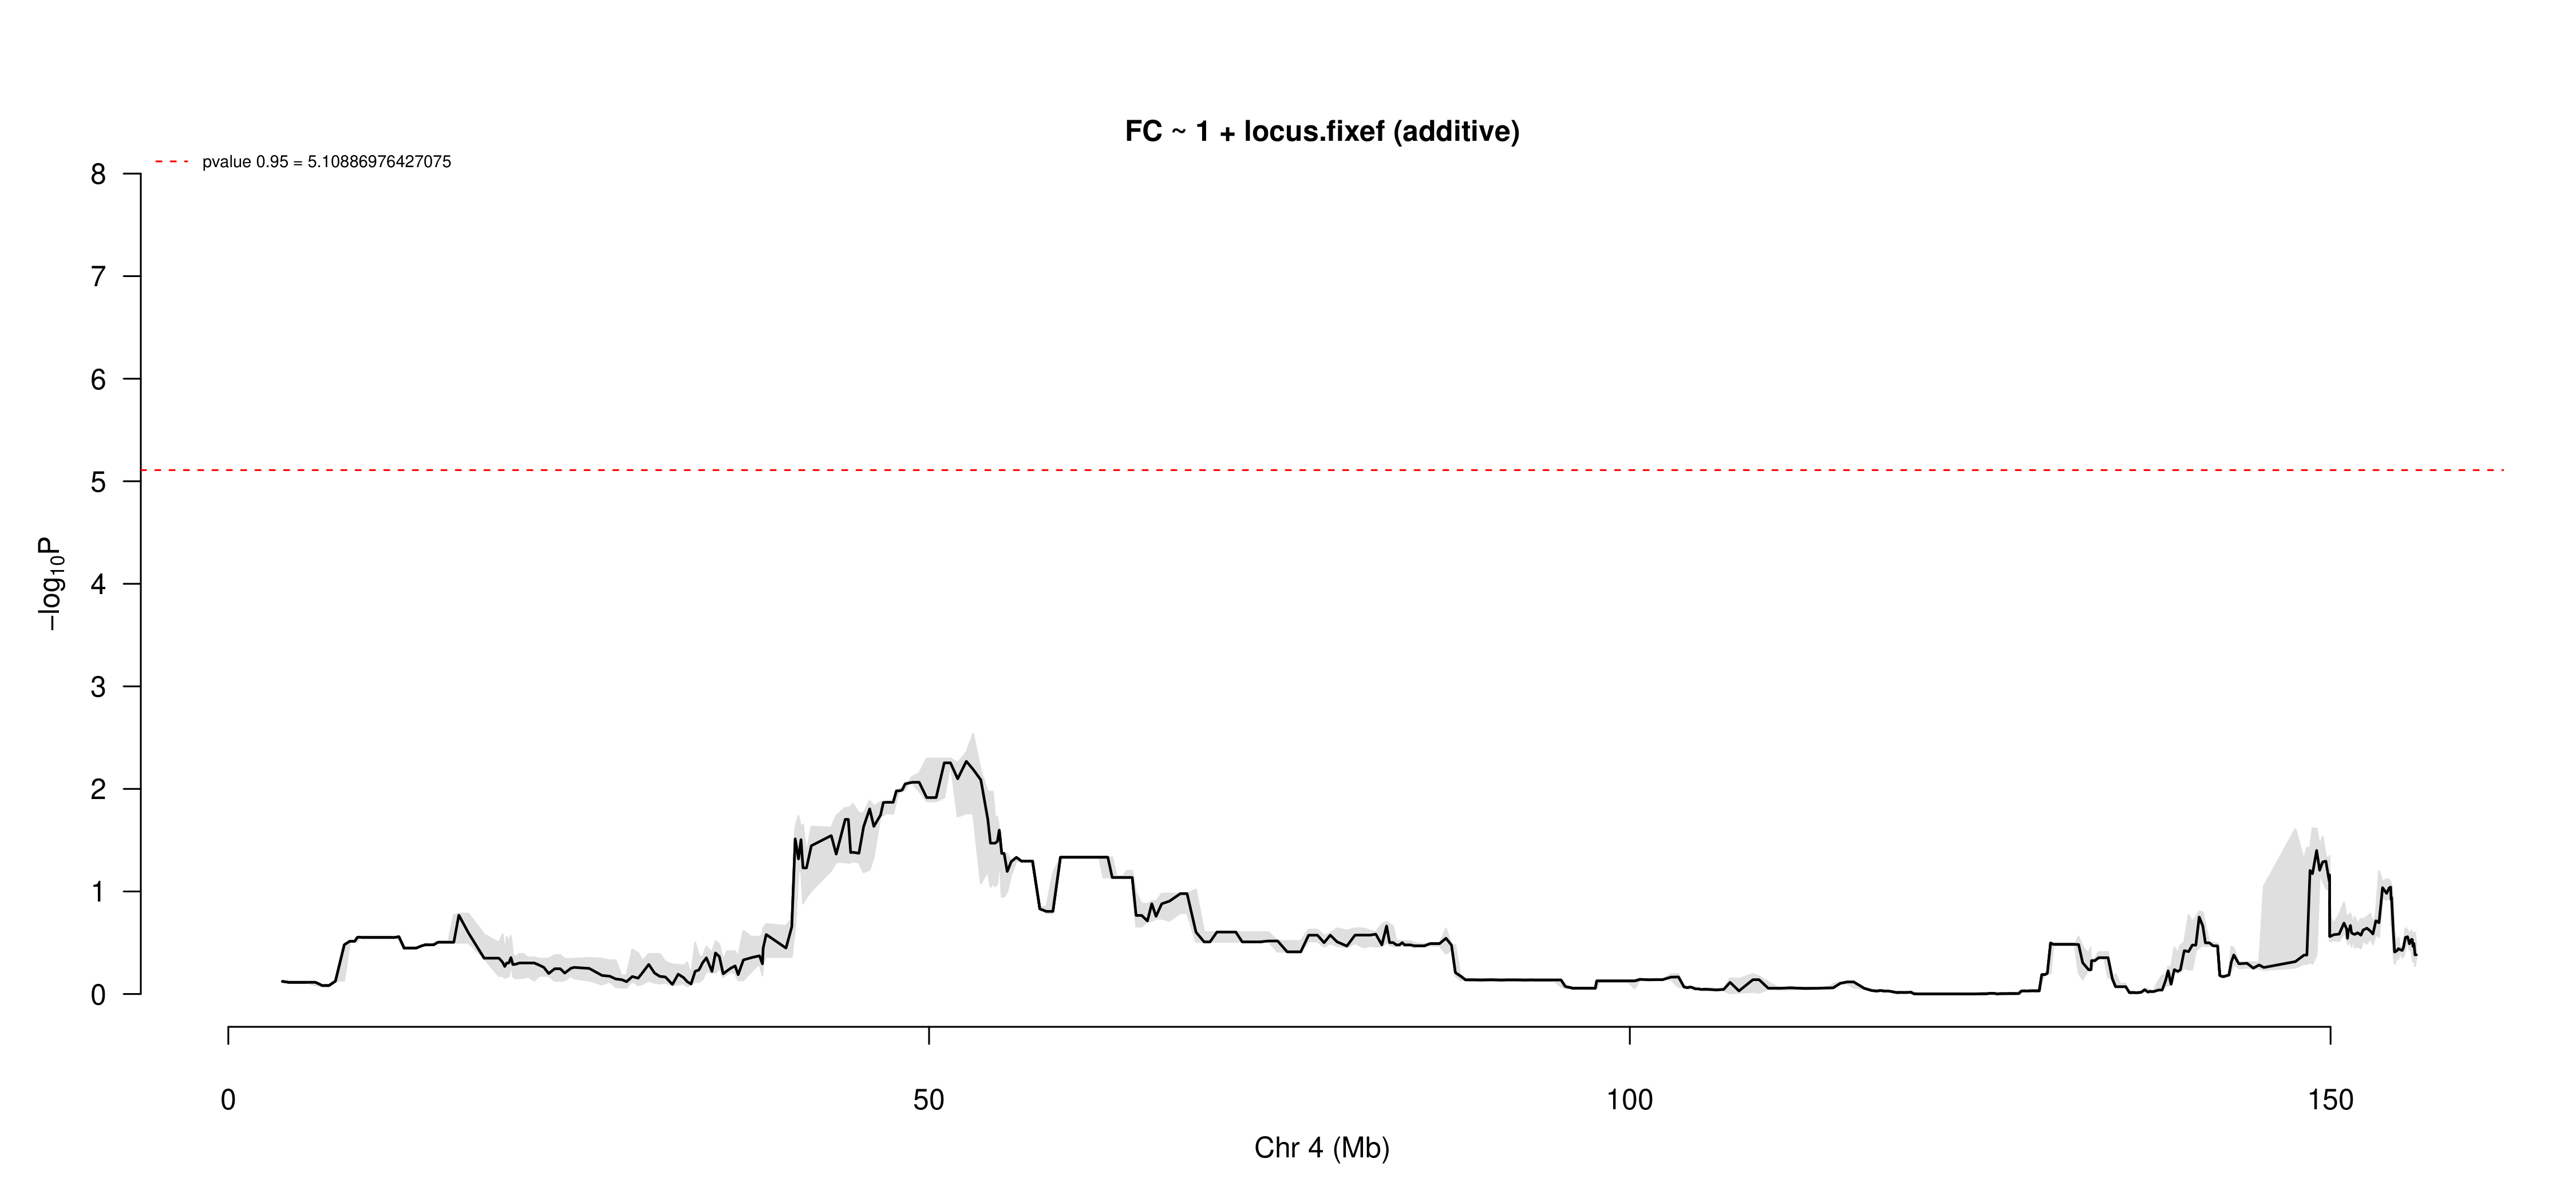 FC ~ 1 + locus.fixef (additive)
pvalue 0.95 = 5.10886976427075
8
7
6
5
4
3
2
1
0
−log10P
0 50 100 150
Chr 4 (Mb)